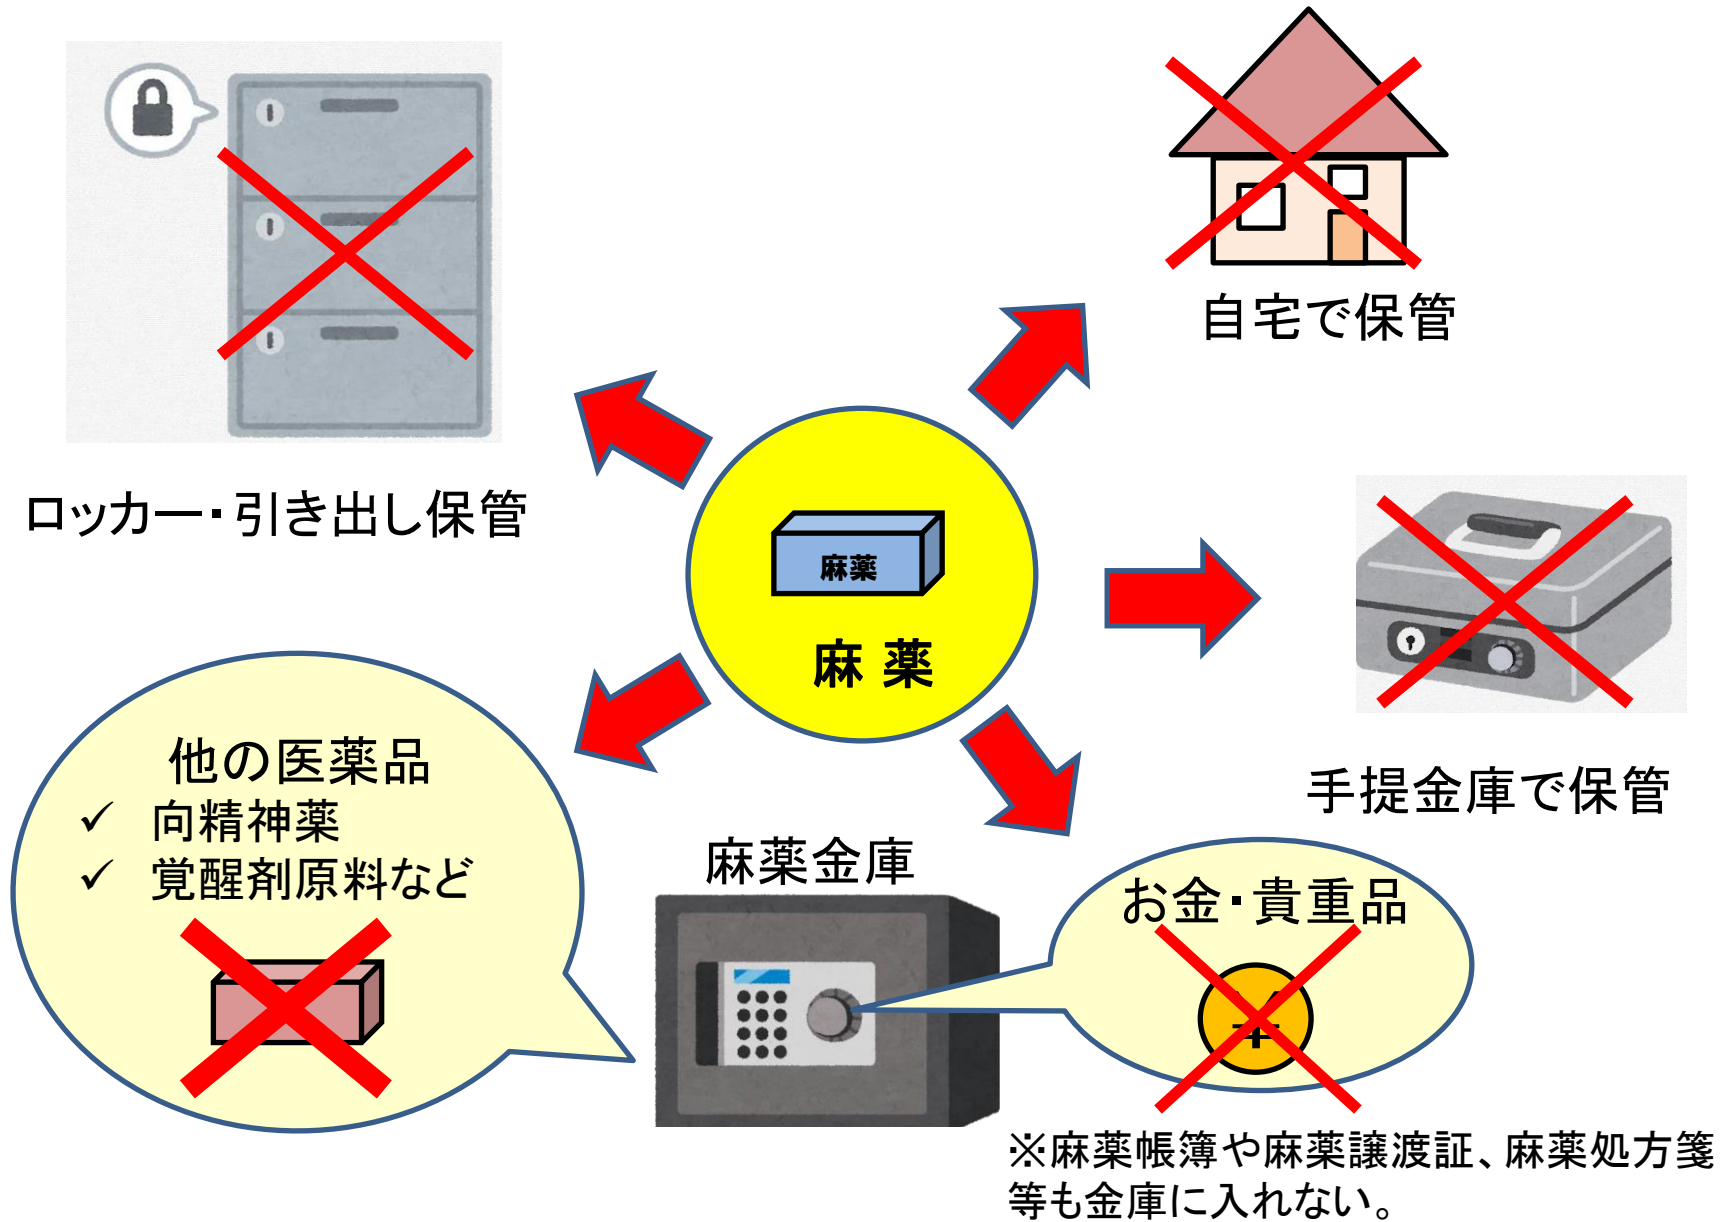 自宅で保管
ロッカー・引き出し保管
麻薬
麻 薬
手提金庫で保管
他の医薬品
✓ 向精神薬
✓ 覚醒剤原料など
麻薬金庫
お金・貴重品
¥
※麻薬帳簿や麻薬譲渡証、麻薬処方箋
等も金庫に入れない。